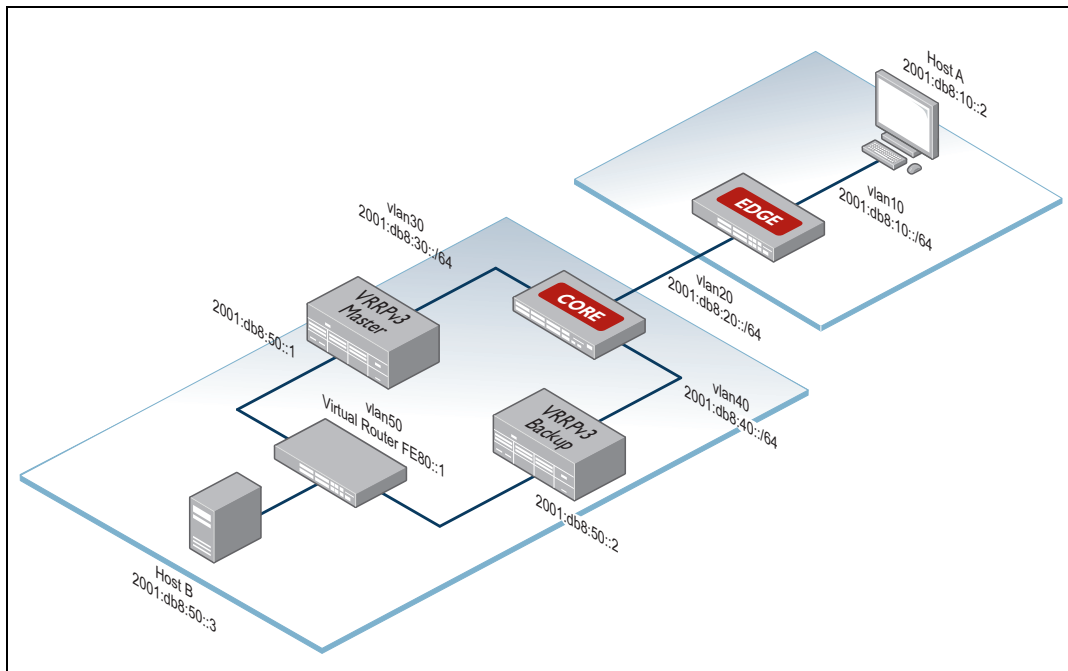 Host A
2001:db8:10::2
EDGE
vlan10
2001:db8:10::/64
vlan20
2001:db8:20::/64
vlan30
2001:db8:30::/64
CORE
VRRPv3
Master
2001:db8:50::1
vlan40
2001:db8:40::/64
vlan50
Virtual Router FE80::1
VRRPv3
Backup
2001:db8:50::2
Host B
2001:db8:50::3